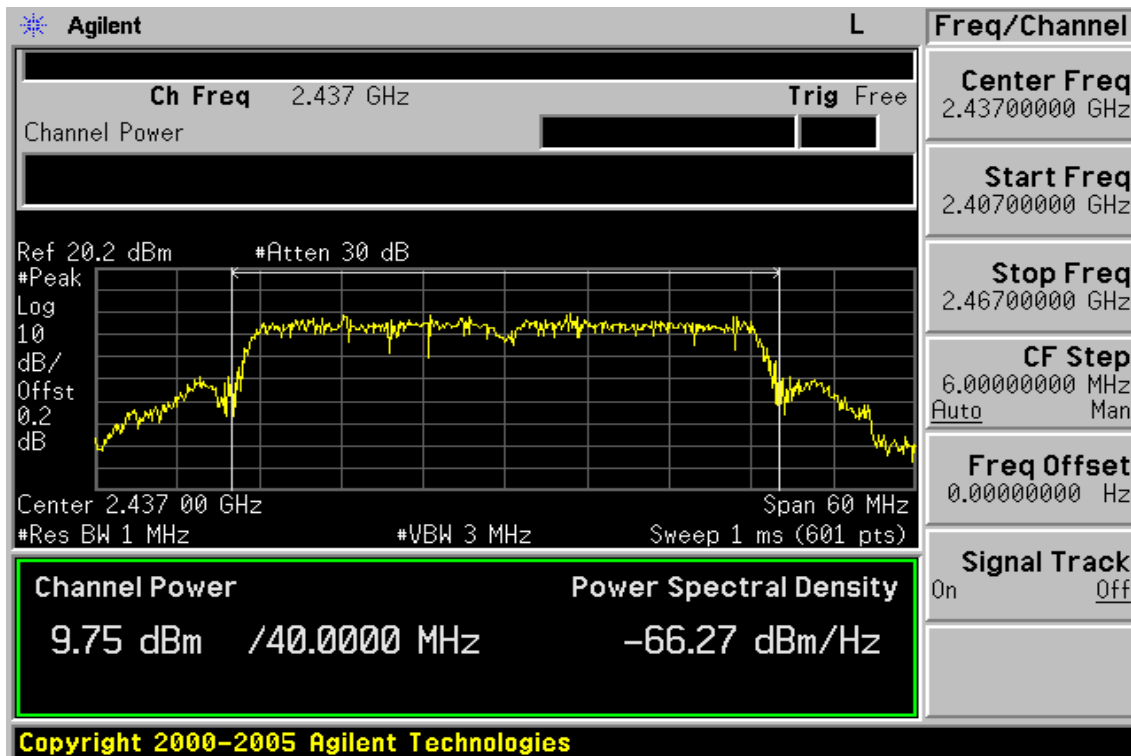 Agilent L
Ch Freq 2.437 GHz Trig Free
Channel Power
Ref 20.2 dBm #Atten 30 dB
#Peak
Log
10
dB/
Offst
0.2
dB
Center 2.437 00 GHz Span 60 MHz
#Res BW 1 MHz #VBW 3 MHz Sweep 1 ms (601 pts)
Channel Power Power Spectral Density
9.75 dBm /40.0000 MHz -66.27 dBm/Hz
Freq/Channel
Center Freq
2.43700000 GHz
Start Freq
2.40700000 GHz
Stop Freq
2.46700000 GHz
CF Step
6.00000000 MHz
Auto Man
Freq Offset
0.00000000 Hz
Signal Track
On Off
Copyright 2000-2005 Agilent Technologies